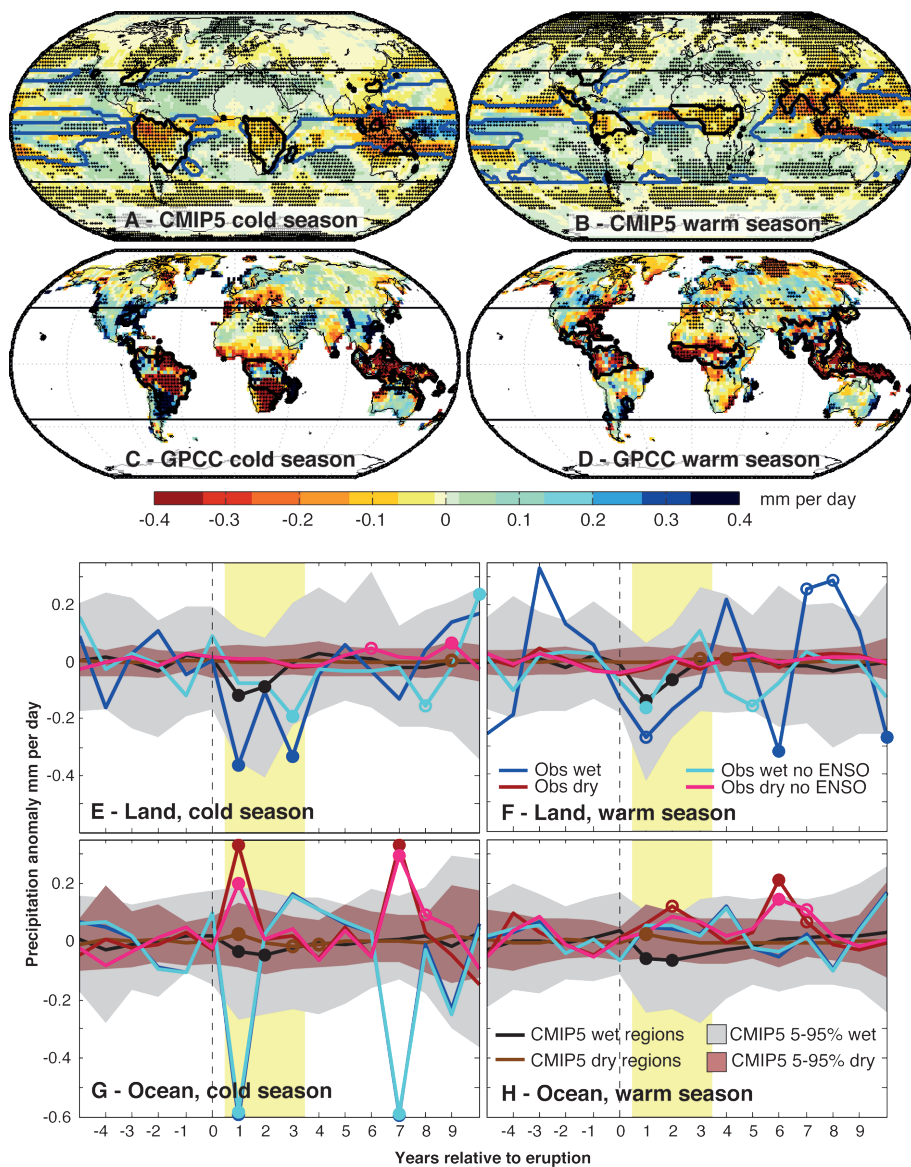 A - CMIP5 cold season
B - CMIP5 warm season
C - GPCC cold season
D - GPCC warm season
mm per day
-0.4 -0.3 -0.2 -0.1 0 0.1 0.2 0.3 0.4
Precipitation anomaly mm per day
0.2
0
-0.2
-0.4
E - Land, cold season
Obs wet
Obs dry
Obs wet no ENSO
Obs dry no ENSO
F - Land, warm season
0.2
0
-0.2
-0.4
-0.6
G - Ocean, cold season
CMIP5 wet regions
CMIP5 dry regions
CMIP5 5-95% wet
CMIP5 5-95% dry
H - Ocean, warm season
-4 -3 -2 -1 0 1 2 3 4 5 6 7 8 9
-4 -3 -2 -1 0 1 2 3 4 5 6 7 8 9
Years relative to eruption